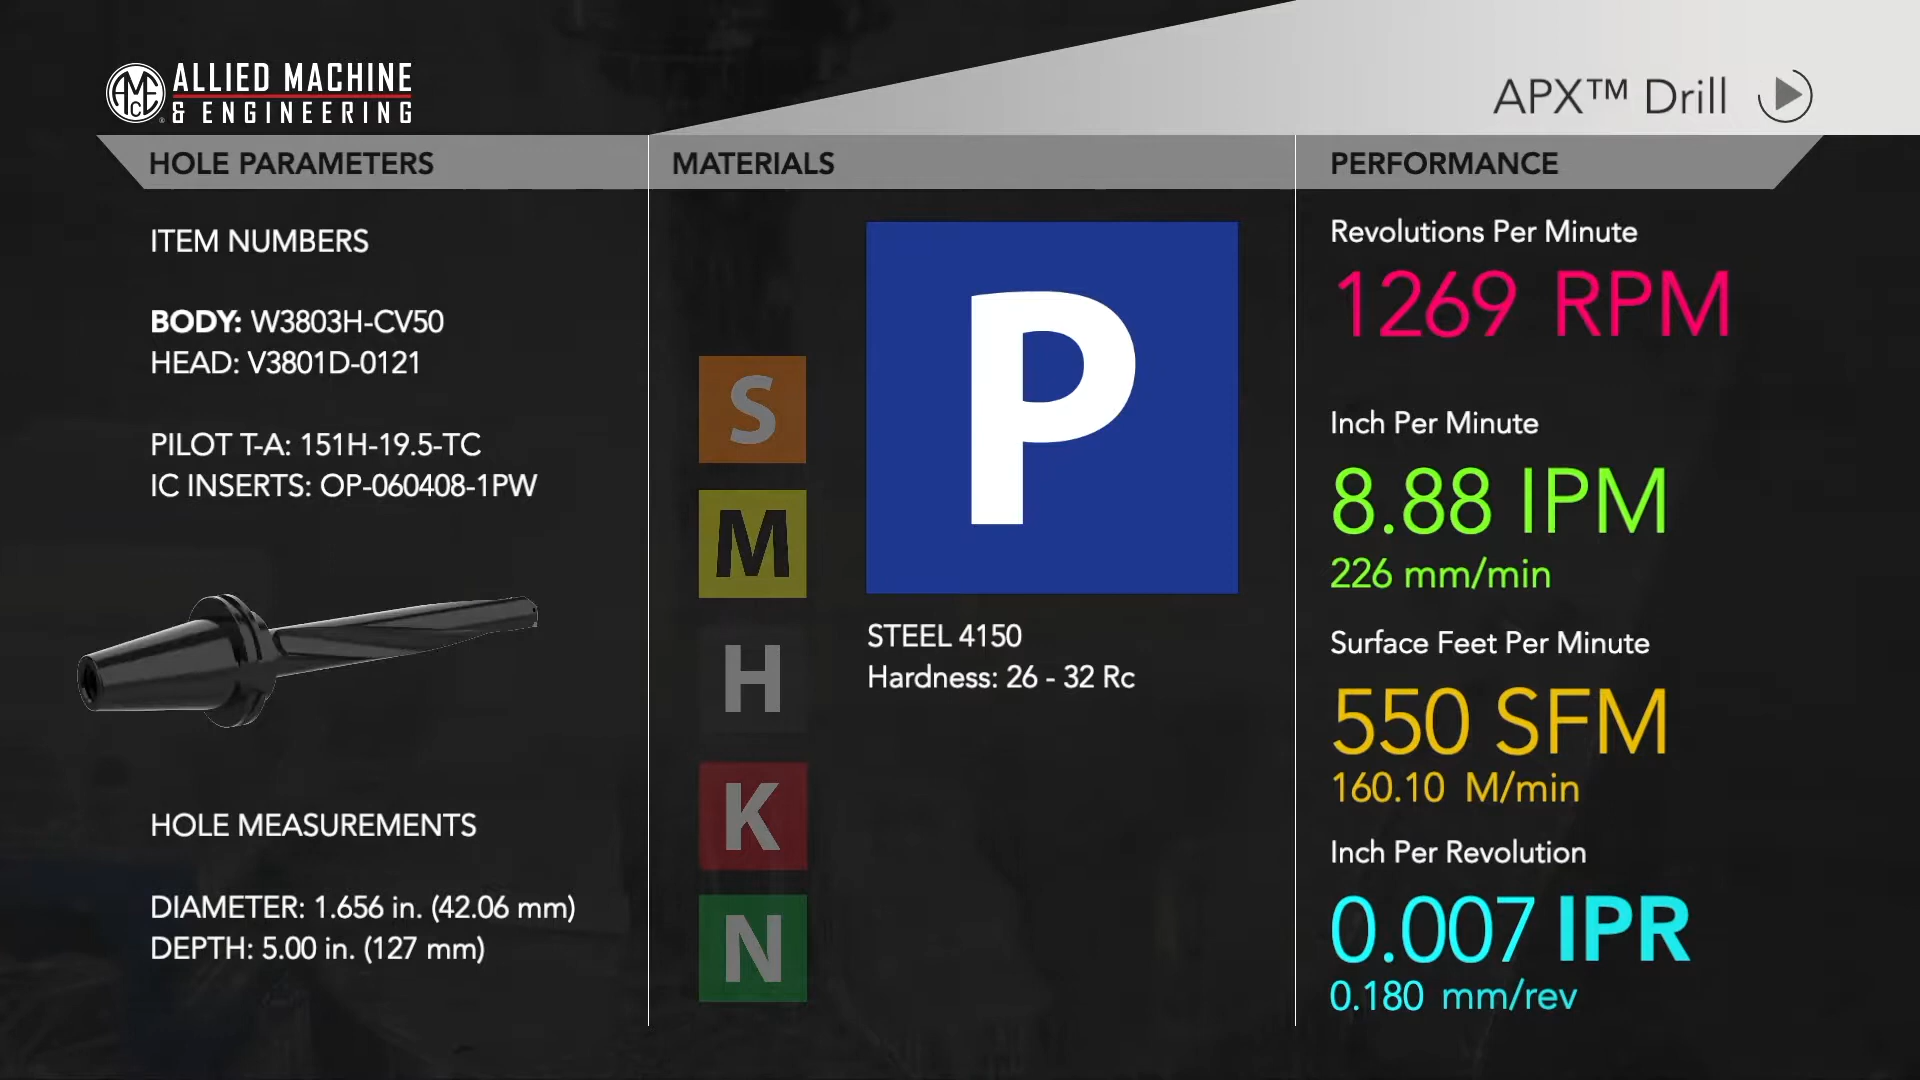 ALLIED MACHINE
& ENGINEERING
APX™ Drill
HOLE PARAMETERS
ITEM NUMBERS
BODY: W3803H-CV50
HEAD: V3801D-0121
PILOT T-A: 151H-19.5-TC
IC INSERTS: OP-060408-1PW
HOLE MEASUREMENTS
DIAMETER: 1.656 in. (42.06 mm)
DEPTH: 5.00 in. (127 mm)
MATERIALS
S
M
H
K
N
P
STEEL 4150
Hardness: 26 - 32 Rc
PERFORMANCE
Revolutions Per Minute
1269 RPM
Inch Per Minute
8.88 IPM
226 mm/min
Surface Feet Per Minute
550 SFM
160.10 M/min
Inch Per Revolution
0.007 IPR
0.180 mm/rev